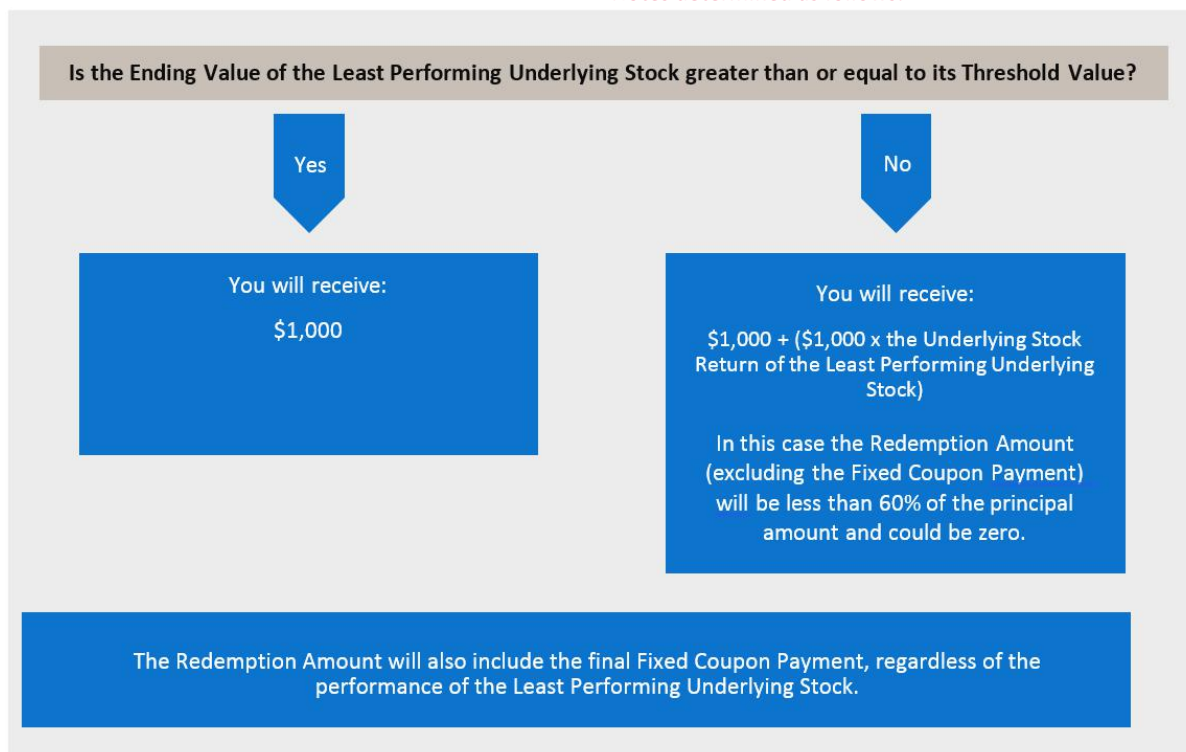 Is the Ending Value of the Least Performing Underlying Stock greater than or equal to its Threshold Value?
Yes
No
You will receive:
$1,000
You will receive:
$1,000 + ($1,000 x the Underlying Stock
Return of the Least Performing Underlying
Stock)
In this case the Redemption Amount
(excluding the Fixed Coupon Payment)
will be less than 60% of the principal
amount and could be zero.
The Redemption Amount will also include the final Fixed Coupon Payment, regardless of the
performance of the Least Performing Underlying Stock.